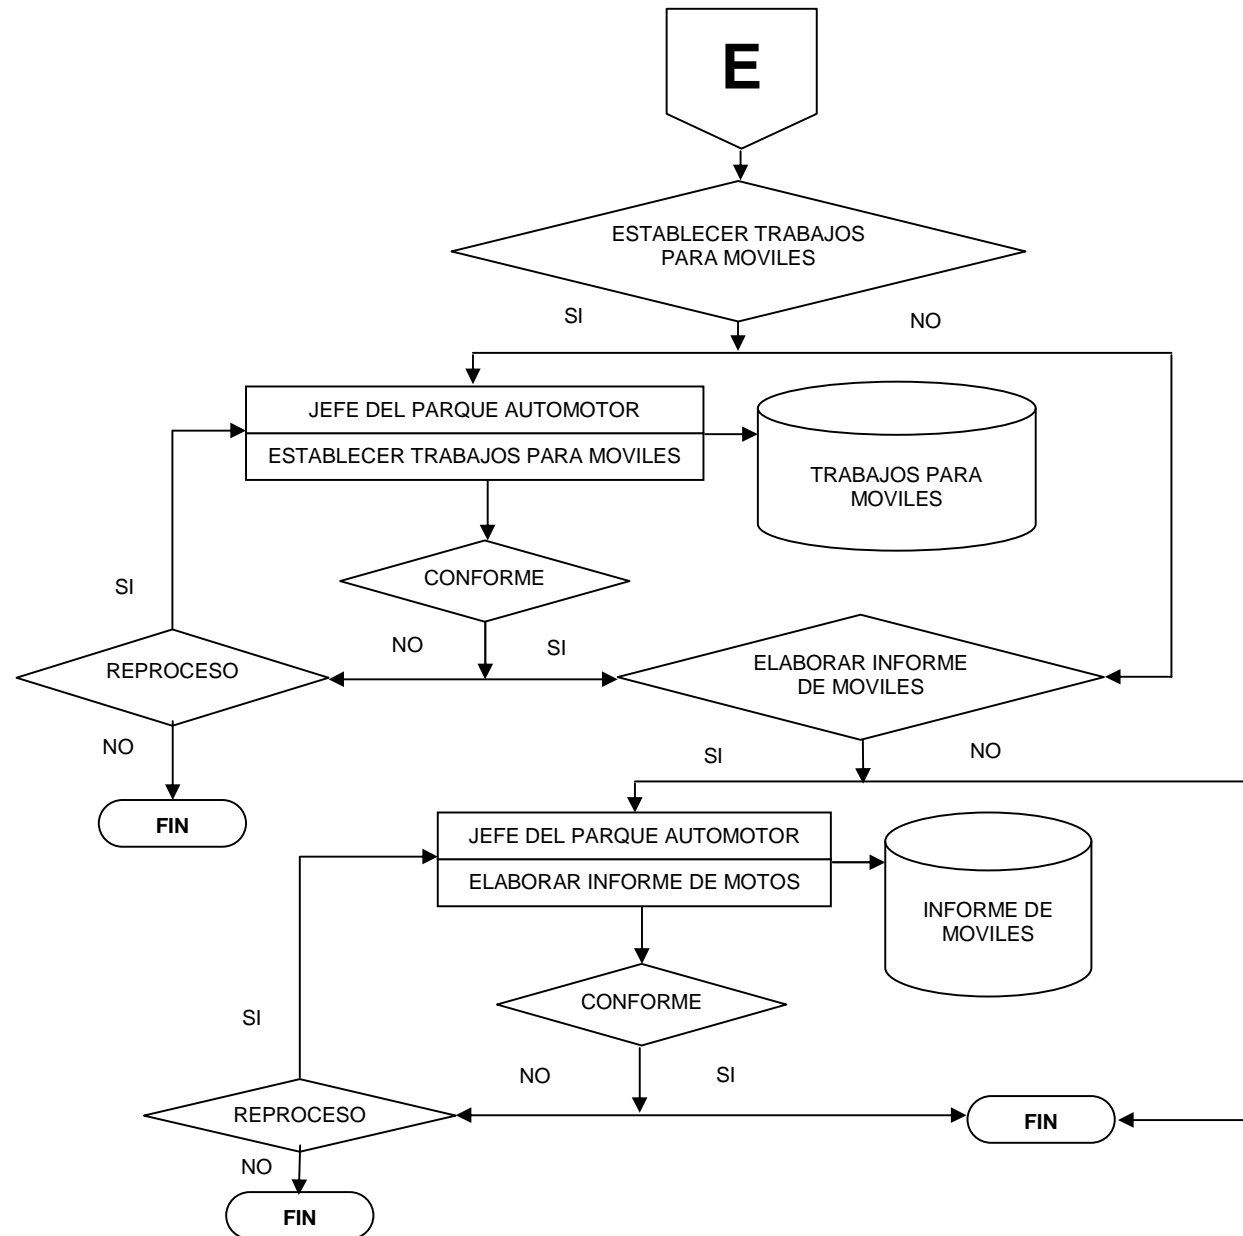 E
ESTABLECER TRABAJOS
PARA MOVILES
SI
NO
JEFE DEL PARQUE AUTOMOTOR
ESTABLECER TRABAJOS PARA MOVILES
TRABAJOS PARA
MOVILES
CONFORME
SI
NO
SI
REPROCESO
ELABORAR INFORME
DE MOVILES
NO
SI
NO
FIN
JEFE DEL PARQUE AUTOMOTOR
ELABORAR INFORME DE MOTOS
INFORME DE
MOVILES
CONFORME
SI
NO
SI
REPROCESO
FIN
NO
FIN